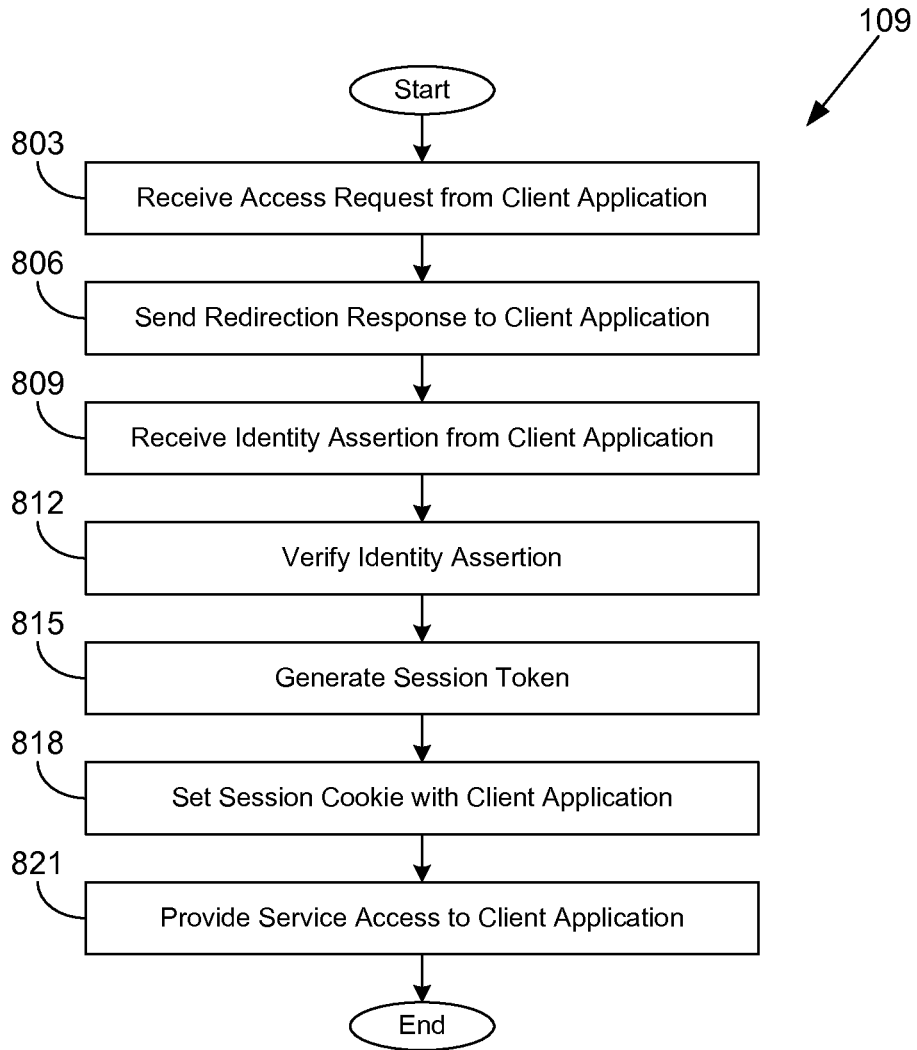 109
Start
803
Receive Access Request from Client Application
806
Send Redirection Response to Client Application
809
Receive Identity Assertion from Client Application
812
Verify Identity Assertion
815
Generate Session Token
818
Set Session Cookie with Client Application
821
Provide Service Access to Client Application
End